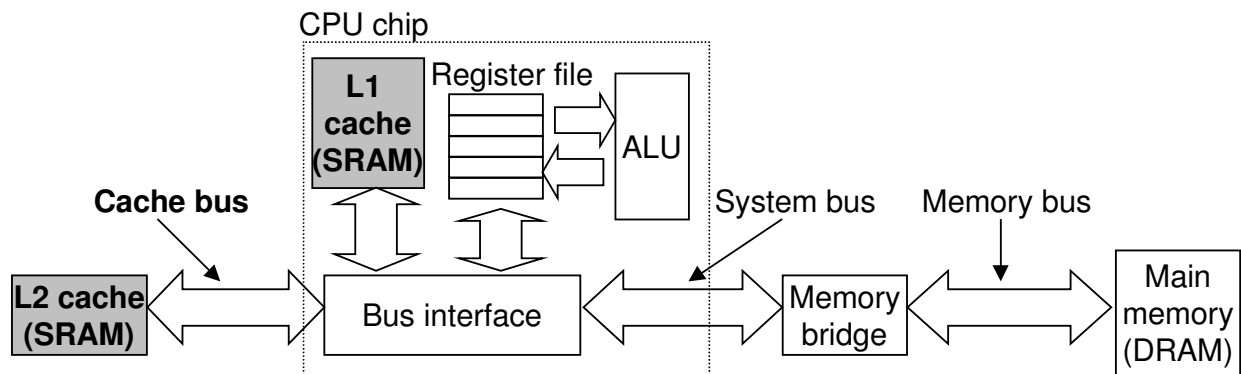 CPU chip
L1
cache
(SRAM)
Register file
ALU
Cache bus
System bus
Memory bus
L2 cache
(SRAM)
Bus interface
Memory
bridge
Main
memory
(DRAM)